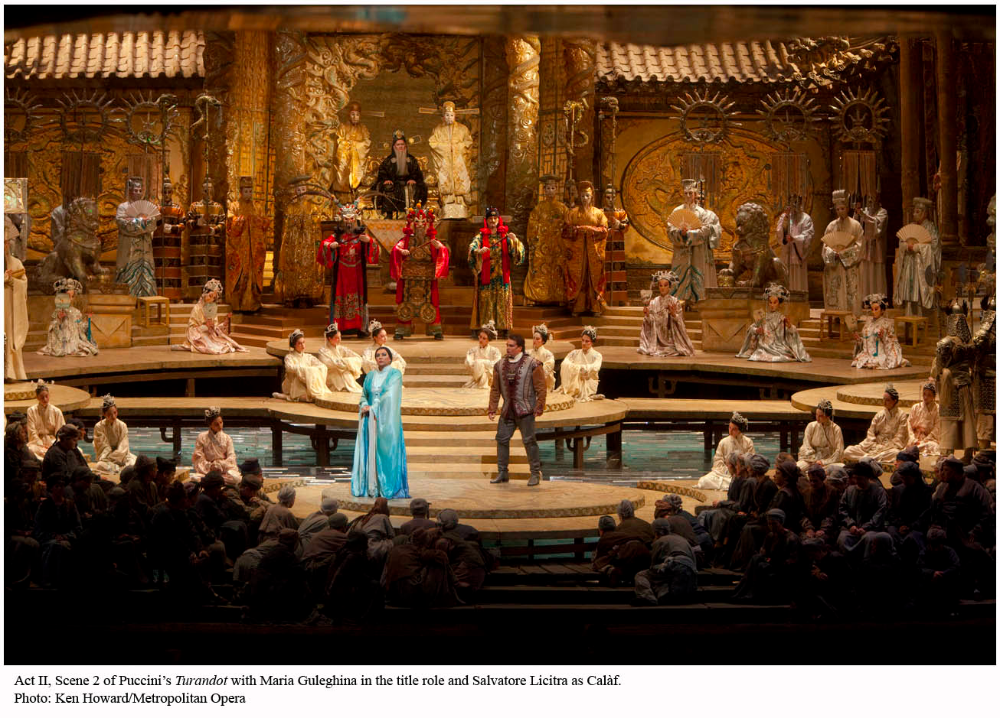 Act II, Scene 2 of Puccini’s Turandot with Maria Guleghina in the title role and Salvatore Licitra as Calàf.
Photo: Ken Howard/Metropolitan Opera